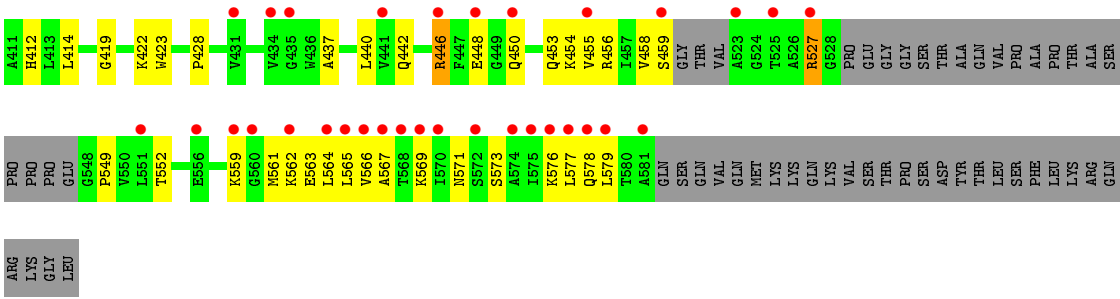 A411 H412 L413 L414 G419 K422 W423 P428 V431 V434 G435 W436 A437 L440 V441 Q442 R446 F447 E448 G449 Q450 Q453 K454 V455 R456 I457 V458 S459 GLY THR VAL A523 G524 T525 A526 R527 G528 PRO GLU GLY GLY SER THR ALA GLN VAL PRO ALA PRO THR ALA SER
PRO PRO PRO GLU G548 P549 V550 L551 T552 E556 K559 G560 M561 K562 E563 L564 L565 V566 A567 T568 K569 I570 N571 S572 S573 A574 I575 K576 L577 Q578 L579 T580 A581 GLN SER GLN VAL GLN MET LYS LYS GLN LYS VAL SER THR PRO SER ASP TYR THR LEU SER PHE LEU LYS ARG GLN
ARG LYS GLY LEU